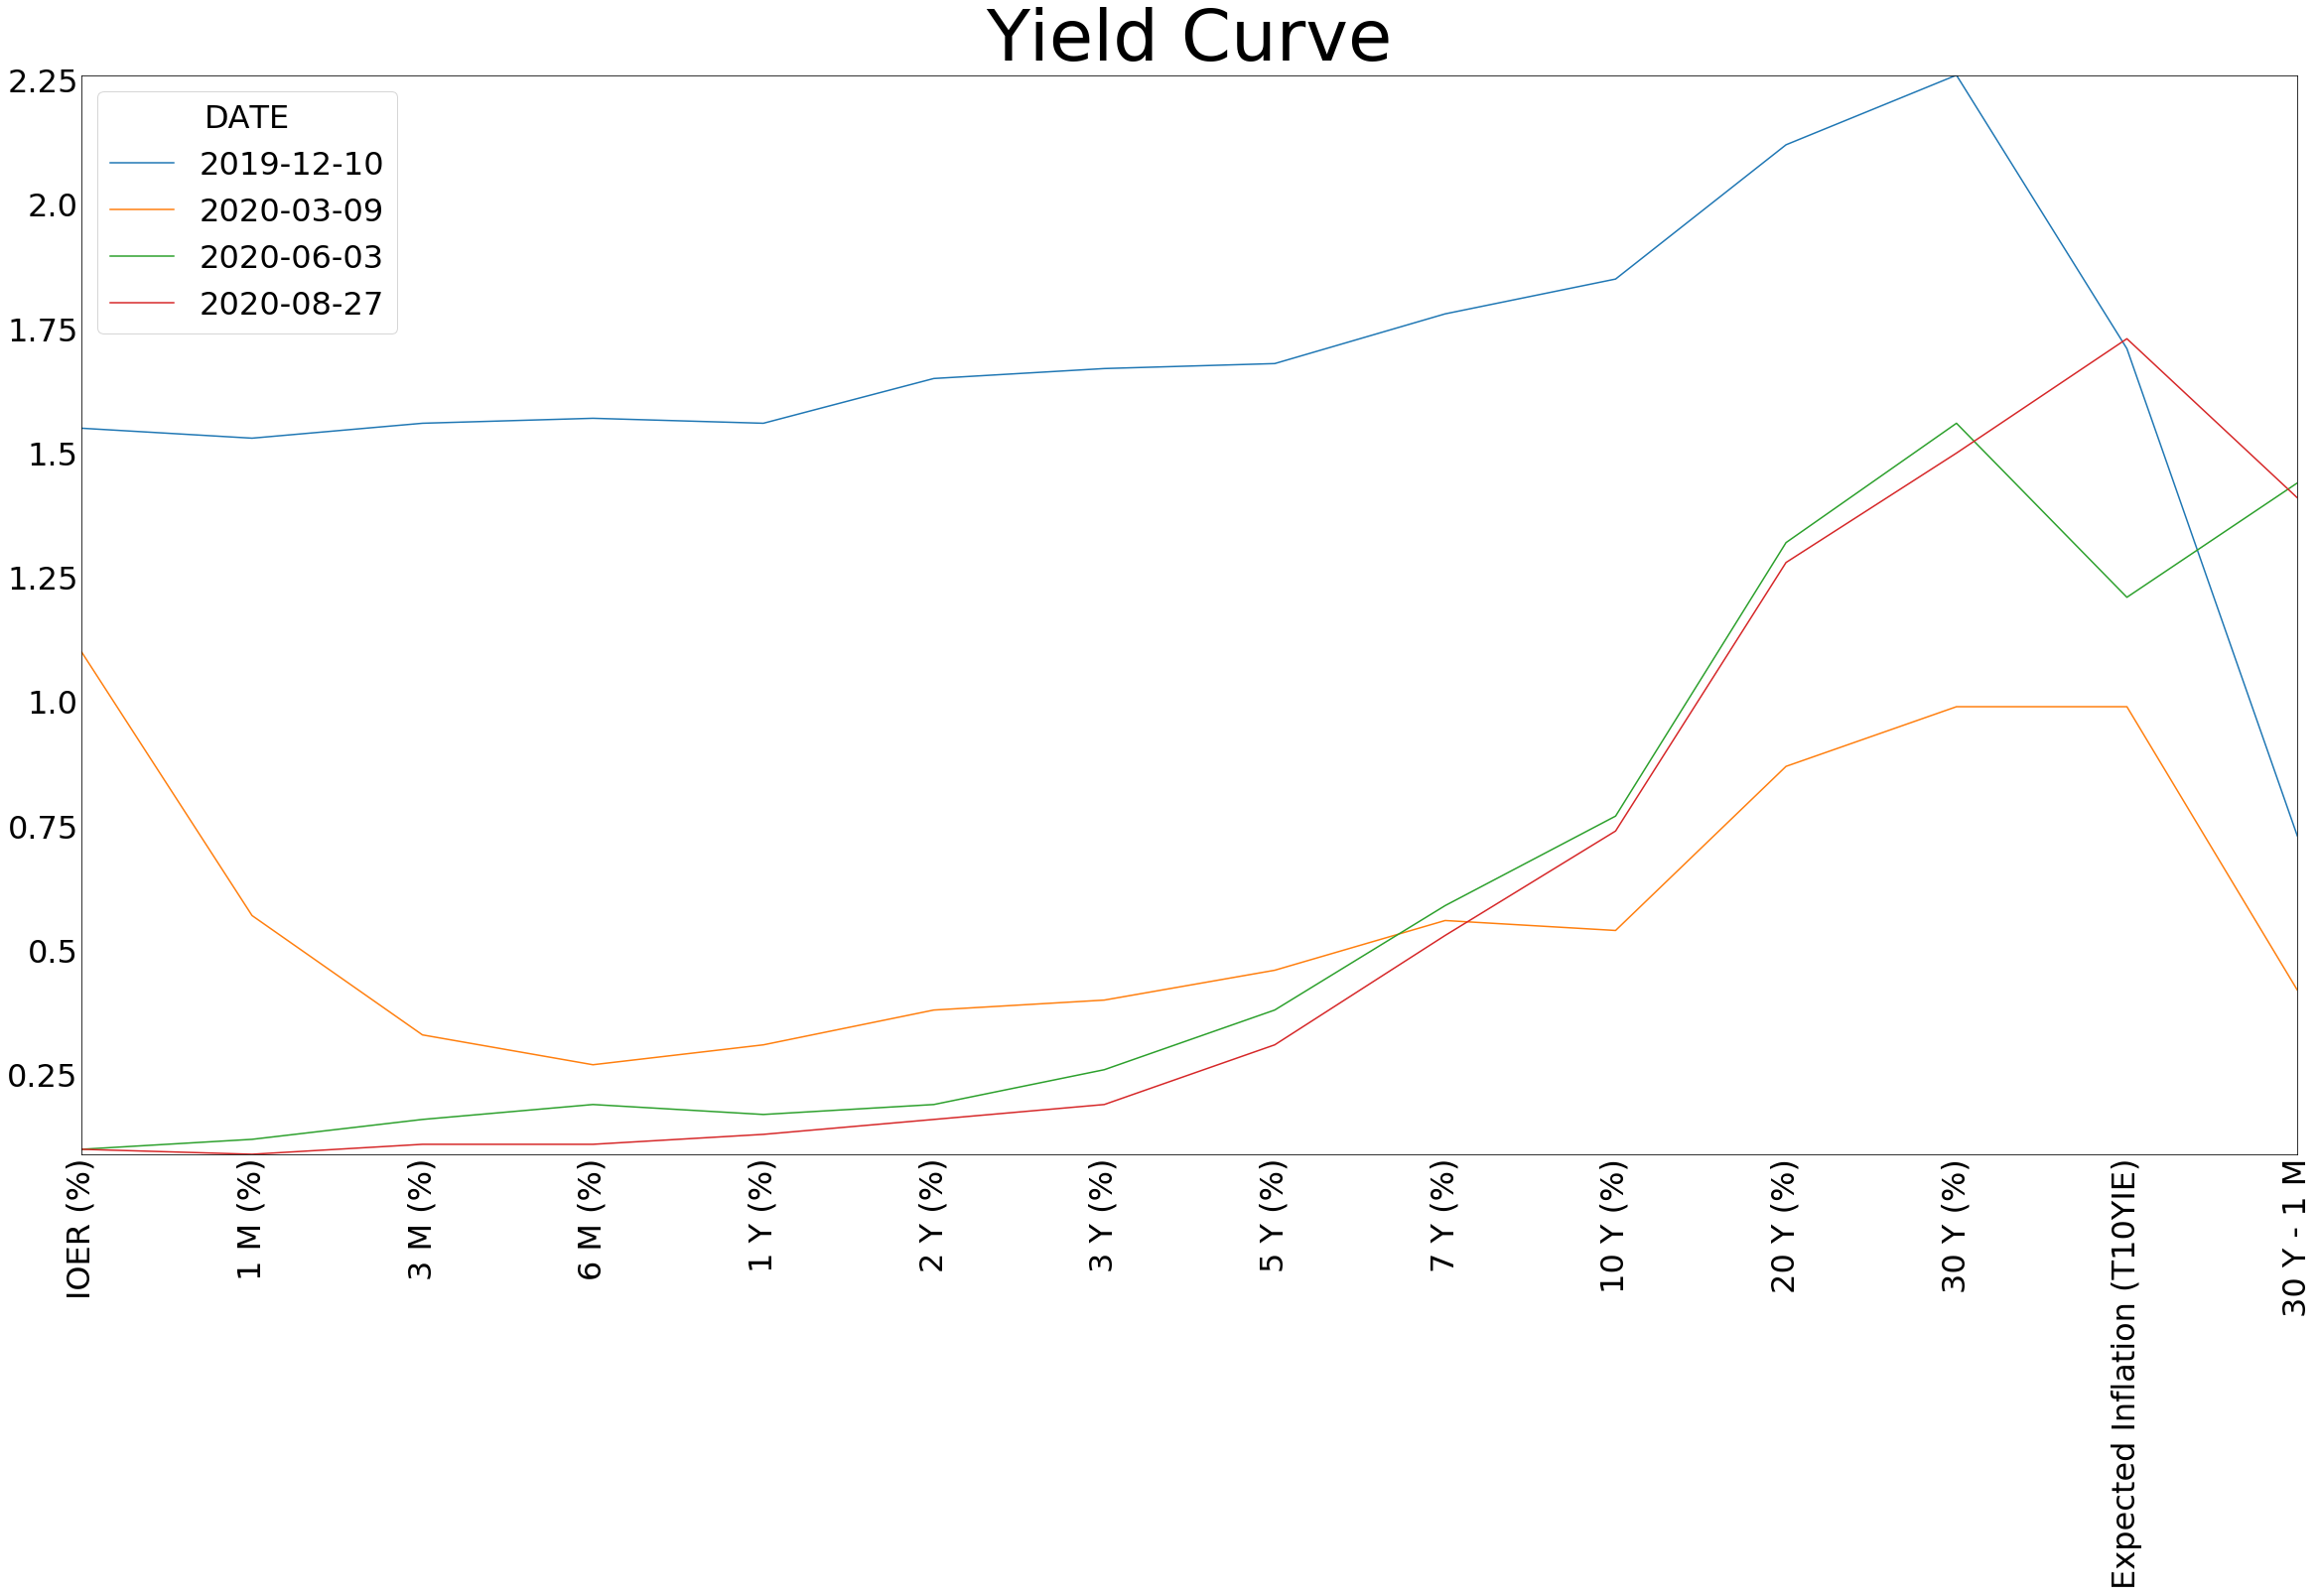 Yield Curve
2.25
2.0
1.75
1.5
1.25
1.0
0.75
0.5
0.25
DATE
2019-12-10
2020-03-09
2020-06-03
2020-08-27
IOER (%)
1 M (%)
3 M (%)
6 M (%)
1 Y (%)
2 Y (%)
3 Y (%)
5 Y (%)
7 Y (%)
10 Y (%)
20 Y (%)
30 Y (%)
Expected Inflation (T10YIE)
30 Y - 1 M